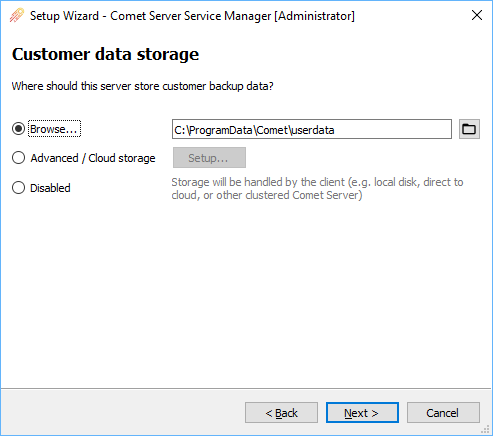 Setup Wizard - Comet Server Service Manager [Administrator]
Customer data storage
Where should this server store customer backup data?
Browse... C:\ProgramData\Comet\userdata
Advanced / Cloud storage Setup...
Disabled Storage will be handled by the client (e.g. local disk, direct to
cloud, or other clustered Comet Server)
< Back Next > Cancel